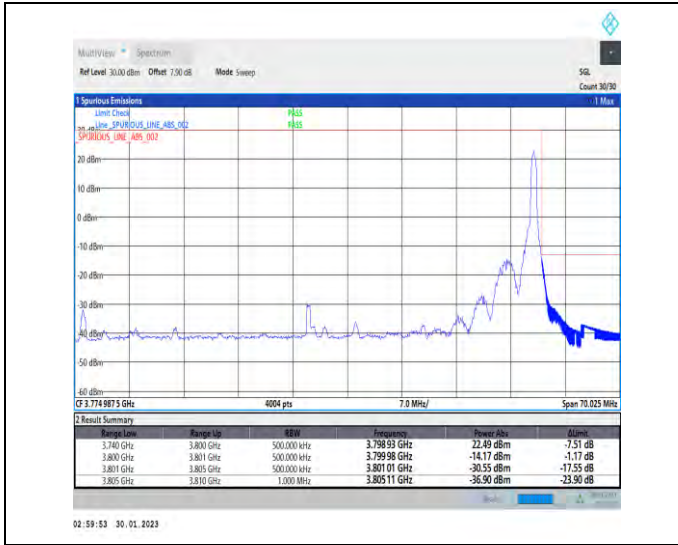 MultiView Spectrum
Ref Level 30.00 dBm Offset 7.90 dB Mode Sweep SGL
Count 30/30
1 Spurious Emissions 1 Max
Limit Check PASS
Line _SPURIOUS_LINE_ABS_002 PASS
_SPURIOUS_LINE_ABS_002
20 dBm
10 dBm
0 dBm
-10 dBm
-20 dBm
-30 dBm
-40 dBm
-50 dBm
-60 dBm
CF 3.774 987 5 GHz 4004 pts 7.0 MHz/ Span 70.025 MHz
2 Result Summary
Range Low Range Up RBW Frequency Power Abs ΔLimit
3.740 GHz 3.800 GHz 500.000 kHz 3.798 93 GHz 22.49 dBm -7.51 dB
3.800 GHz 3.801 GHz 500.000 kHz 3.799 98 GHz -14.17 dBm -1.17 dB
3.801 GHz 3.805 GHz 500.000 kHz 3.801 01 GHz -30.55 dBm -17.55 dB
3.805 GHz 3.810 GHz 1.000 MHz 3.805 11 GHz -36.90 dBm -23.90 dB
02:59:53 30.01.2023